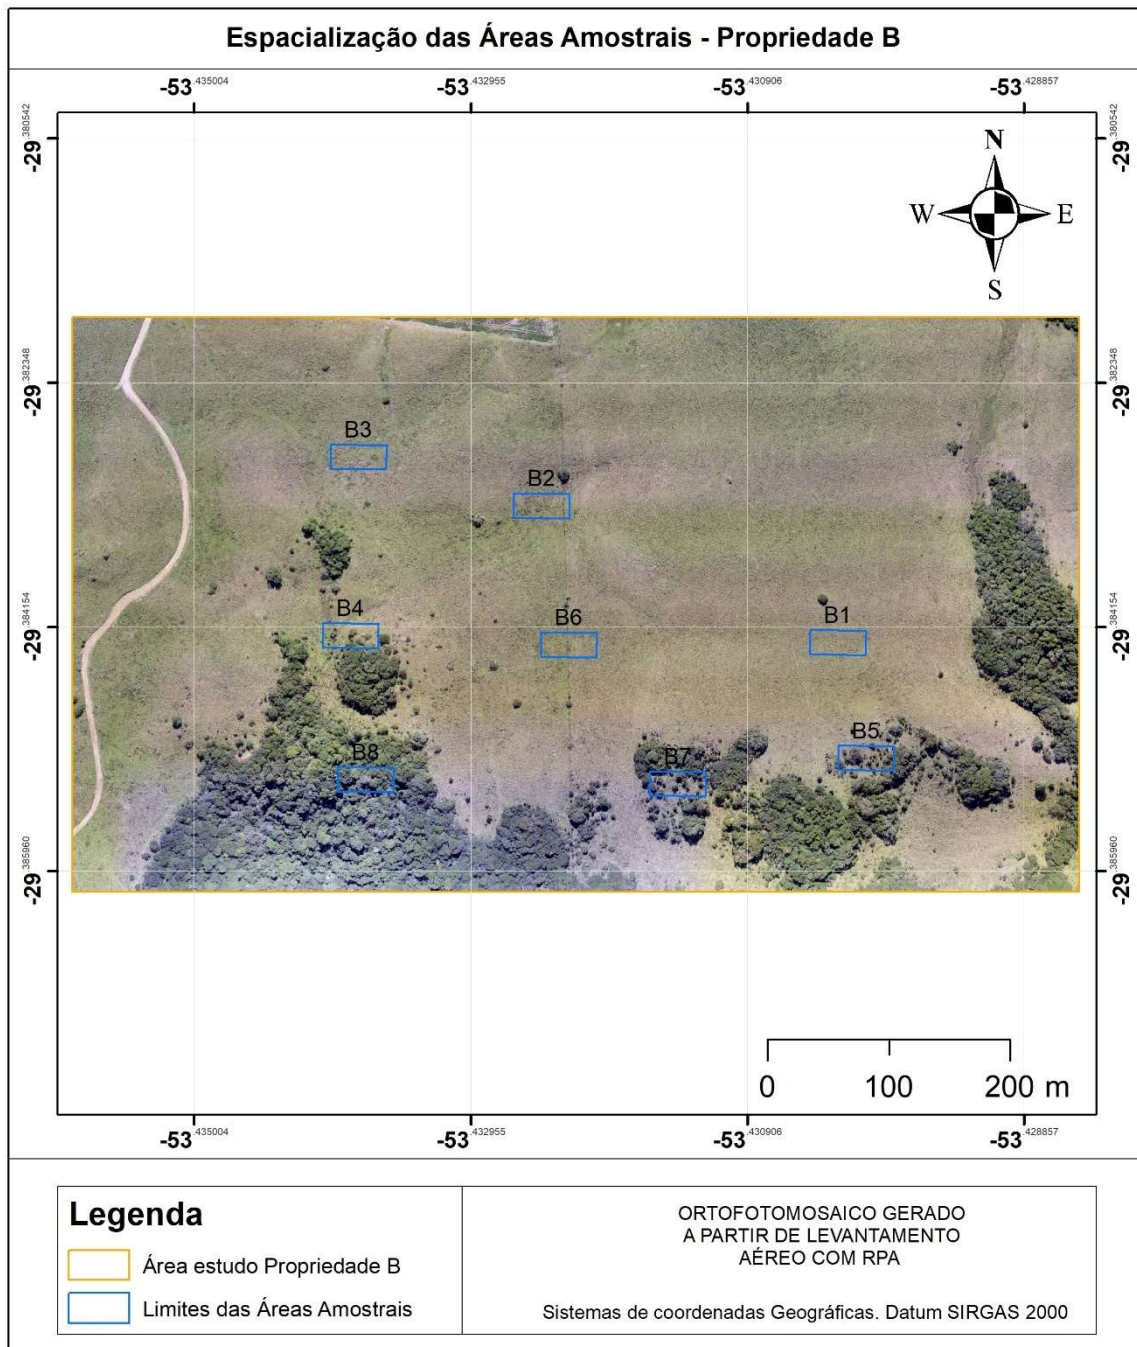 Espacialização das Áreas Amostrais - Propriedade B
-53.435004 -53.432955 -53.430906 -53.428857
-29.380542 -29.380542
N
W E
S
-29.382348 -29.382348
B3
B2
-29.384154 -29.384154
B4 B6 B1
B5
B8 B7
-29.385960 -29.385960
0 100 200 m
-53.435004 -53.432955 -53.430906 -53.428857
Legenda
Área estudo Propriedade B
Limites das Áreas Amostrais
ORTOFOTOMOSAICO GERADO
A PARTIR DE LEVANTAMENTO
AÉREO COM RPA
Sistemas de coordenadas Geográficas. Datum SIRGAS 2000